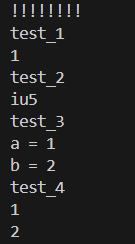 !!!!!!!!
test_1
1
test_2
iu5
test_3
a = 1
b = 2
test_4
1
2